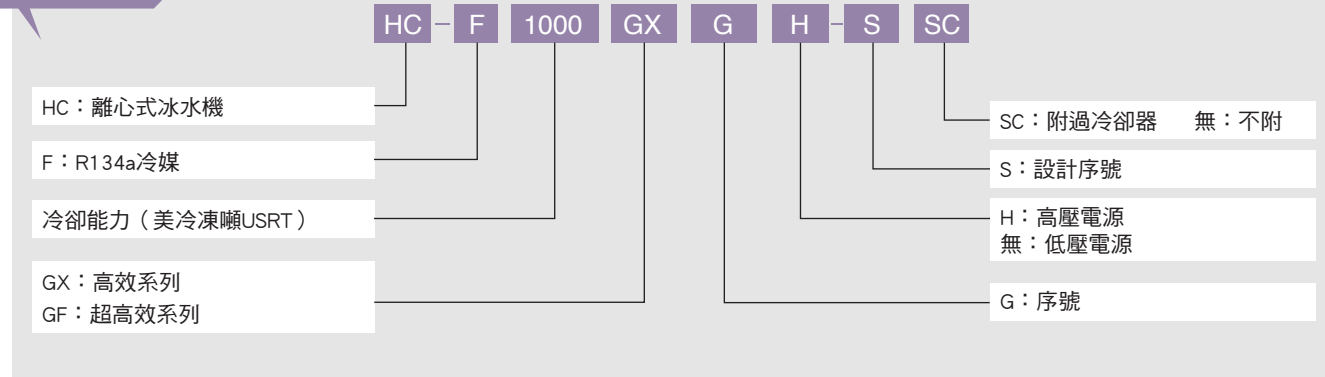 HC-F 1000 GX G H-S SC
HC：離心式冰水機
F：R134a冷媒
冷卻能力（美冷凍噸USRT）
GX：高效系列
GF：超高效系列
SC：附過冷卻器　無：不附
S：設計序號
H：高壓電源
無：低壓電源
G：序號